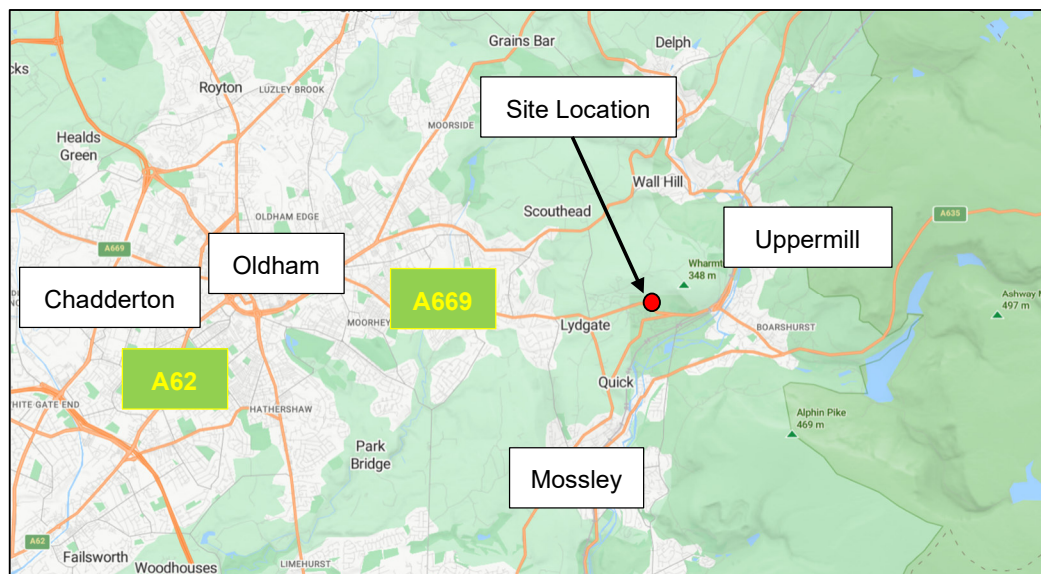 Grains Bar
Delph
cks
Royton
LUZLEY BROOK
Site Location
MOORSIDE
Healds
Green
Wall Hill
OLDHAM EDGE
Scouthead
A635
A669
Oldham
Uppermill
Wharmt
348 m
Chadderton
A669
Ashway M
497 m
MOORHEY
Lydgate
BOARSHURST
A62
Quick
WHITE GATE END
HATHERSHAW
Alphin Pike
469 m
Park
Bridge
Mossley
A62
Failsworth
Woodhouses
LIMEHURST